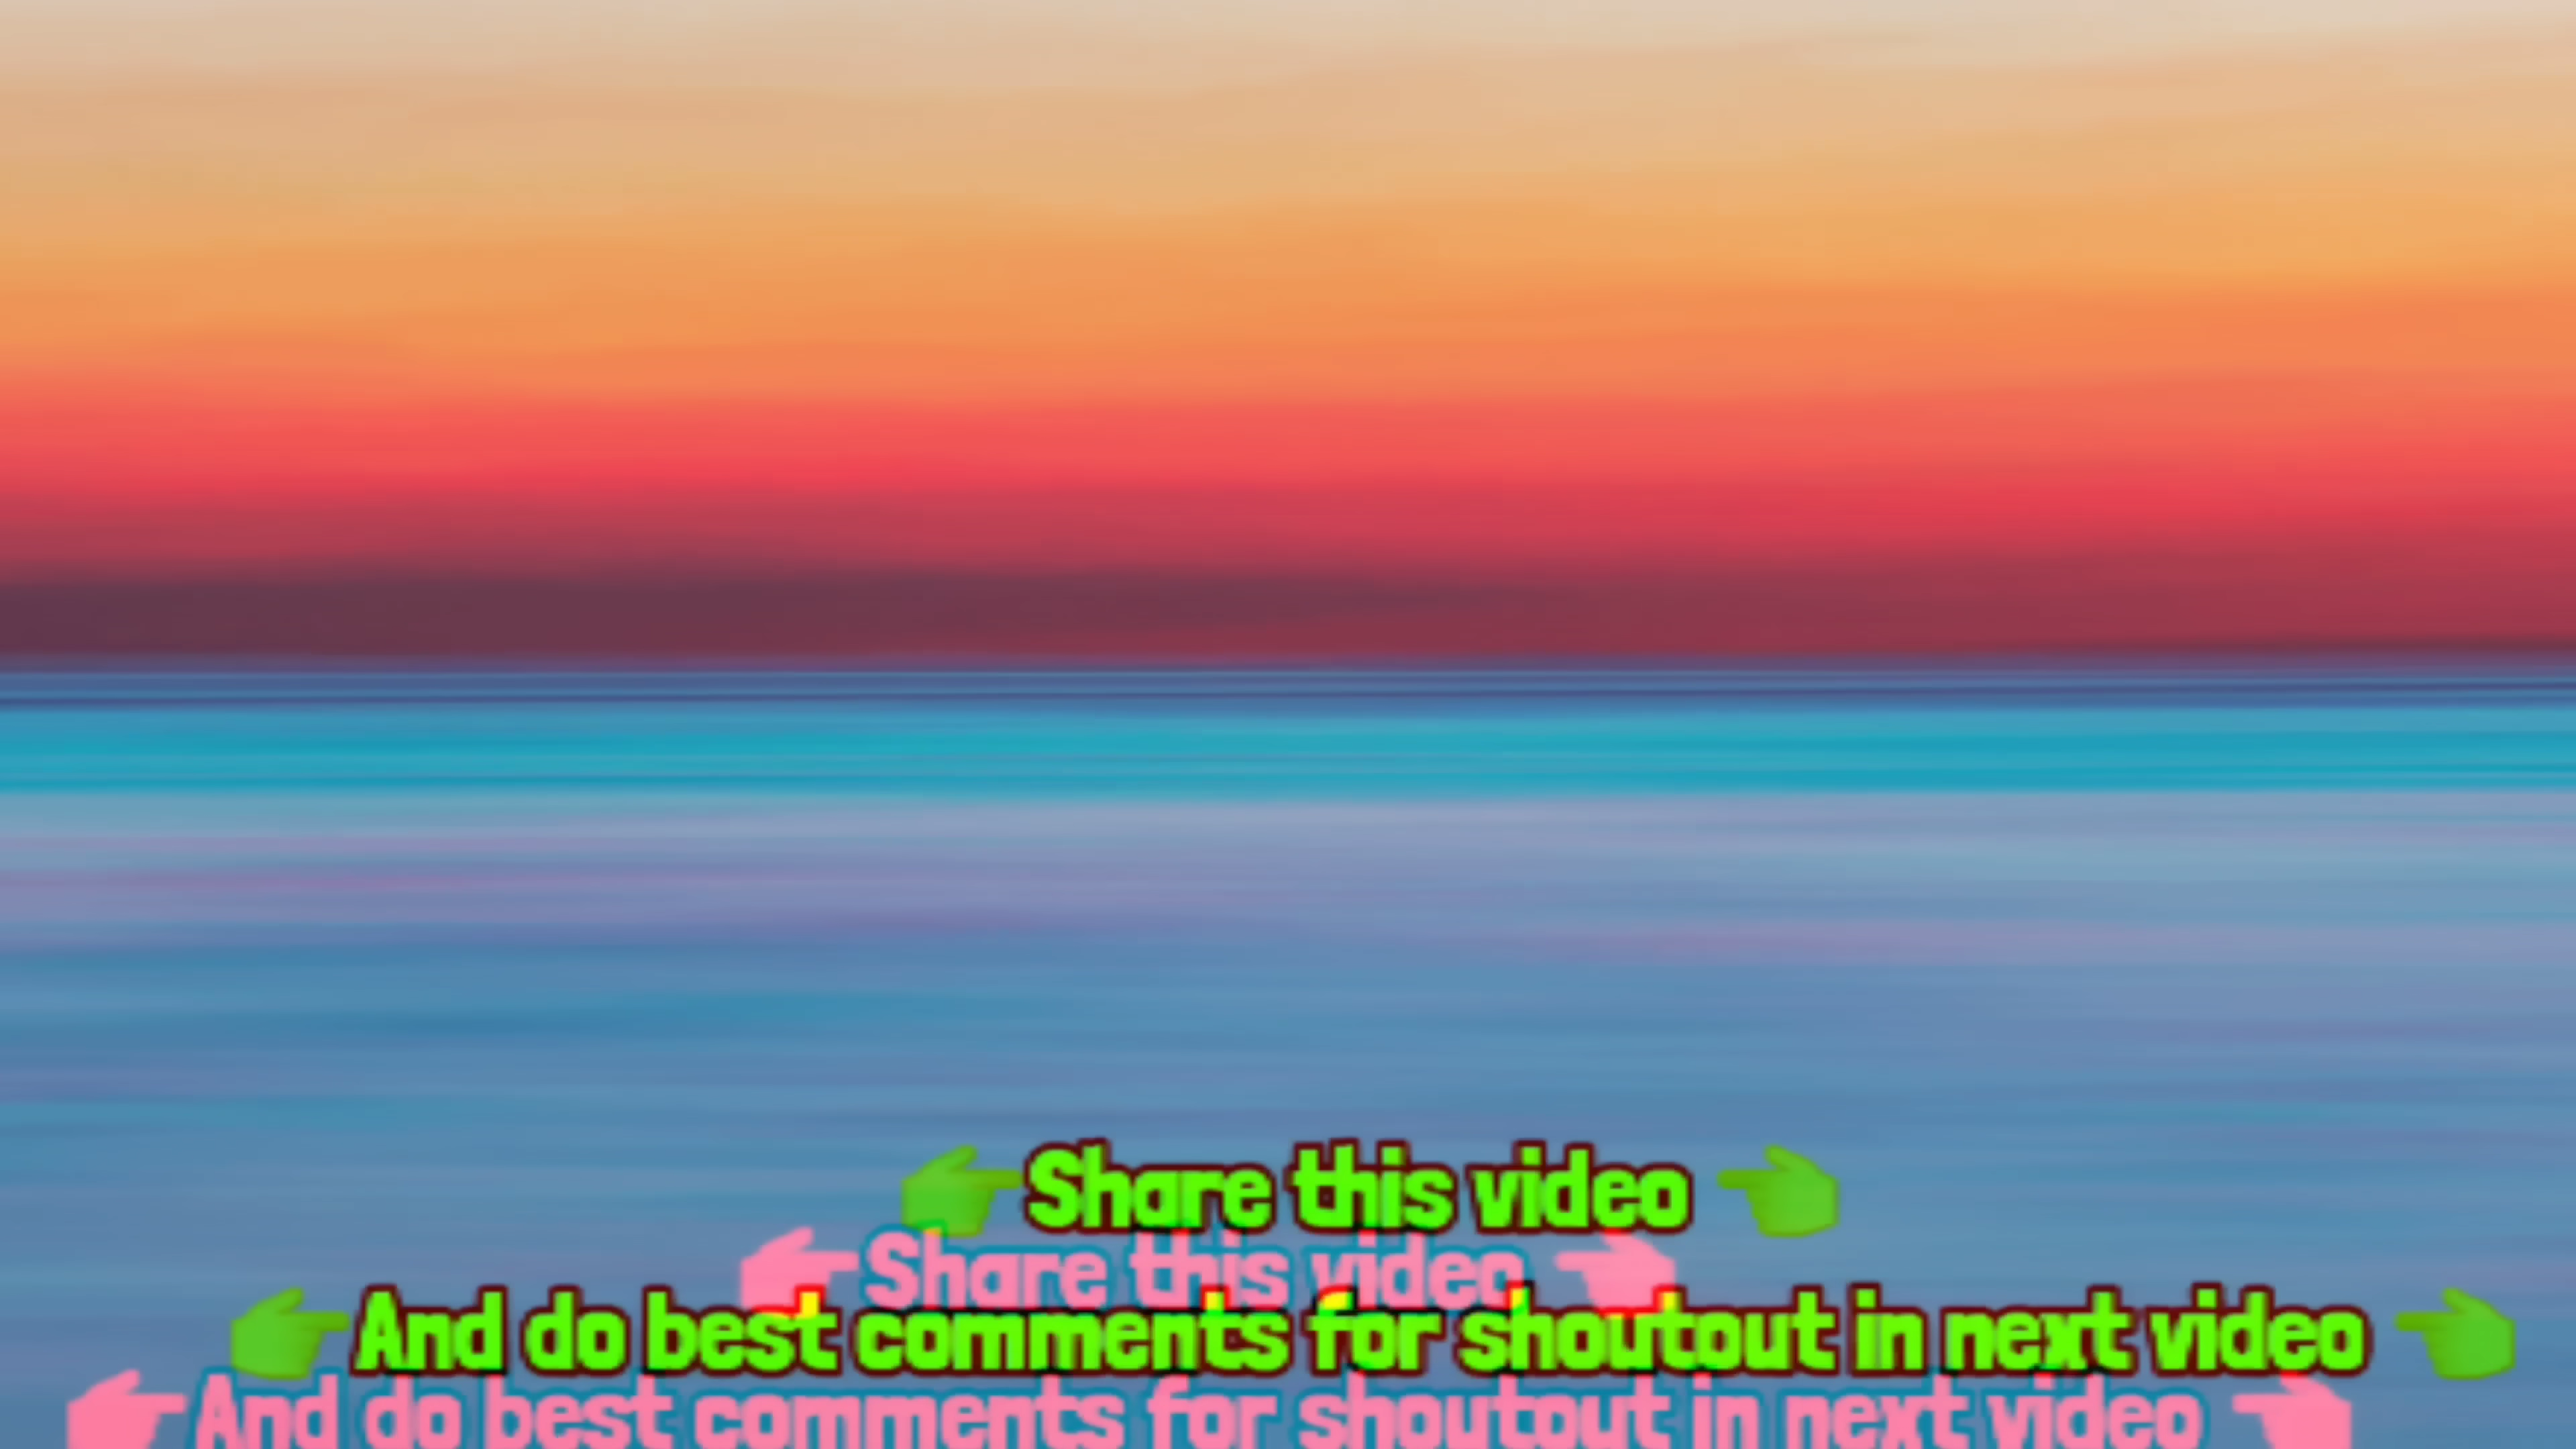 👉Share this video 👈
👉Share this video 👈
👉And do best comments for shoutout in next video 👈
👉And do best comments for shoutout in next video 👈